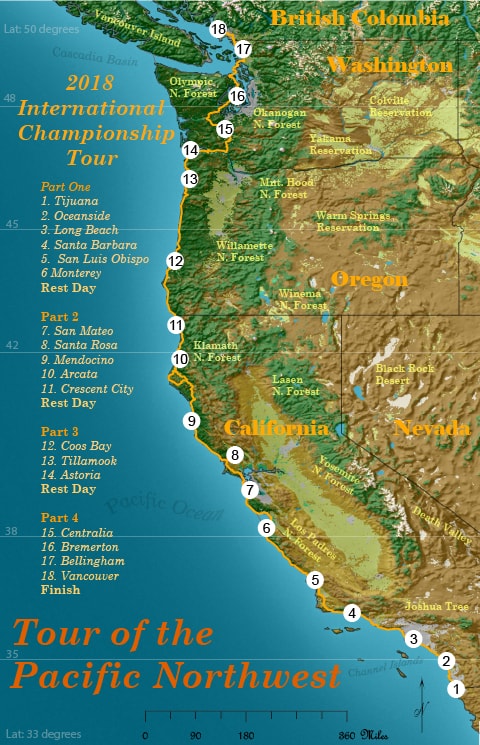 Lat: 50 degrees
Vancouver Island
British Colombia
Cascadia Basin
Washington
2018
International
Championship
Tour
Olympic,
N. Forest
Okanogan
N. Forest
Colville
Reservation
Yakama
Reservation
48
18
17
16
15
14
13
Mnt. Hood
N. Forest
Warm Springs,
Reservation
Willamette
N. Forest
Oregon
Winema
N. Forest
45
12
11
10
Part One
1. Tijuana
2. Oceanside
3. Long Beach
4. Santa Barbara
5. San Luis Obispo
6 Monterey
Rest Day
Part 2
7. San Mateo
8. Santa Rosa
9. Mendocino
10. Arcata
11. Crescent City
Rest Day
Part 3
12. Coos Bay
13. Tillamook
14. Astoria
Rest Day
Part 4
15. Centralia
16. Bremerton
17. Bellingham
18. Vancouver
Finish
42
Klamath
N. Forest
Lasen
N. Forest
Black Rock
Desert
California
Nevada
9
8
7
6
5
4
3
2
1
Yosemite
N. Forest
Los Padres
N. Forest
Death Valley
Pacific Ocean
38
Joshua Tree
Channel Islands
35
Tour of the
Pacific Northwest
N
0 90 180 360 Miles
Lat: 33 degrees